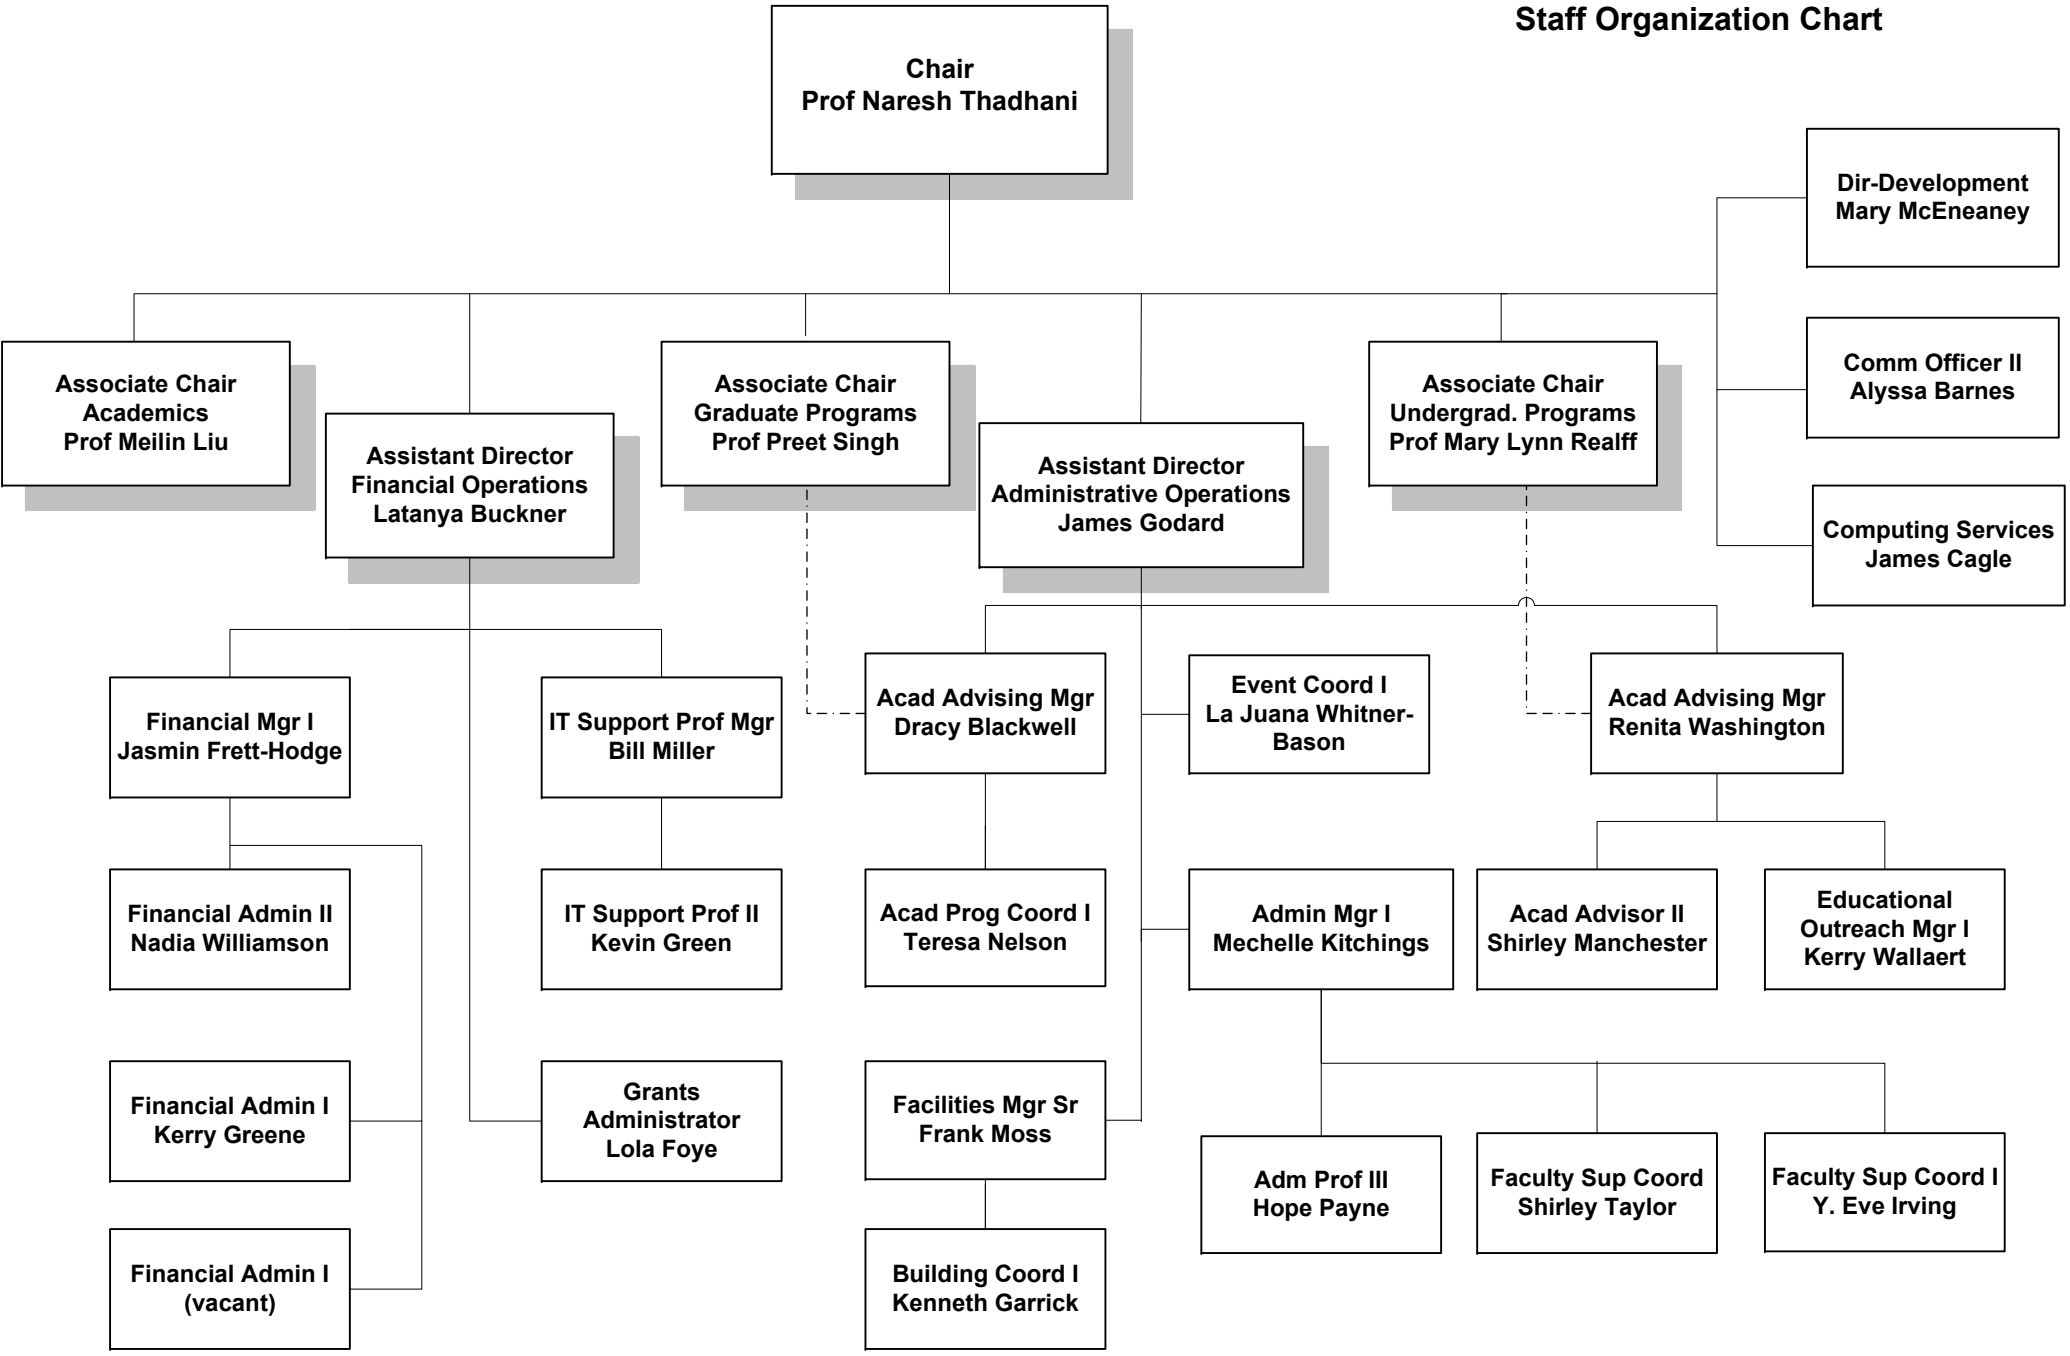 Staff Organization Chart
Chair
Prof Naresh Thadhani
Dir-Development
Mary McEneaney
Comm Officer II
Alyssa Barnes
Computing Services
James Cagle
Associate Chair
Academics
Prof Meilin Liu
Assistant Director
Financial Operations
Latanya Buckner
Associate Chair
Graduate Programs
Prof Preet Singh
Assistant Director
Administrative Operations
James Godard
Associate Chair
Undergrad. Programs
Prof Mary Lynn Realff
Financial Mgr I
Jasmin Frett-Hodge
IT Support Prof Mgr
Bill Miller
Acad Advising Mgr
Dracy Blackwell
Event Coord I
La Juana Whitner-
Bason
Acad Advising Mgr
Renita Washington
Financial Admin II
Nadia Williamson
IT Support Prof II
Kevin Green
Acad Prog Coord I
Teresa Nelson
Admin Mgr I
Mechelle Kitchings
Acad Advisor II
Shirley Manchester
Educational
Outreach Mgr I
Kerry Wallaert
Financial Admin I
Kerry Greene
Grants
Administrator
Lola Foye
Facilities Mgr Sr
Frank Moss
Adm Prof III
Hope Payne
Faculty Sup Coord
Shirley Taylor
Faculty Sup Coord I
Y. Eve Irving
Financial Admin I
(vacant)
Building Coord I
Kenneth Garrick